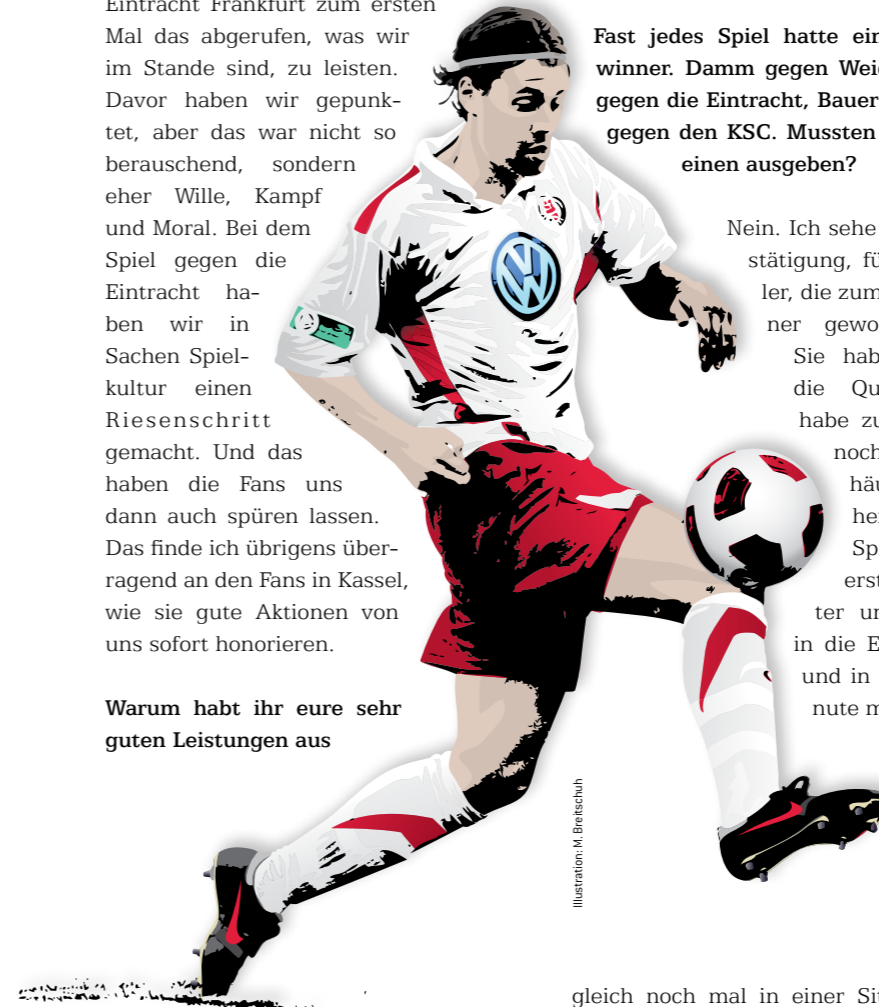 Eintracht Frankfurt zum ersten
Mal das abgerufen, was wir
im Stande sind, zu leisten.
Davor haben wir gepunk-
tet, aber das war nicht so
berauschend, sondern
eher Wille, Kampf
und Moral. Bei dem
Spiel gegen die
Eintracht ha-
ben wir in
Sachen Spiel-
kultur einen
Riesenschritt
gemacht. Und das
haben die Fans uns
dann auch spüren lassen.
Das finde ich übrigens über-
ragend an den Fans in Kassel,
wie sie gute Aktionen von
uns sofort honorieren.
Warum habt ihr eure sehr
guten Leistungen aus
Fast jedes Spiel hatte ein
winner. Damm gegen Wei
gegen die Eintracht, Bauer
gegen den KSC. Mussten
einen ausgeben?
Nein. Ich sehe
stätigung, fü
ler, die zum
ner gewo
Sie hab
die Qu
habe zu
noch
häu
he
Sp
erst
ter un
in die E
und in
nute m
gleich noch mal in einer Sit
Illustration: M. Breitschuh
VW